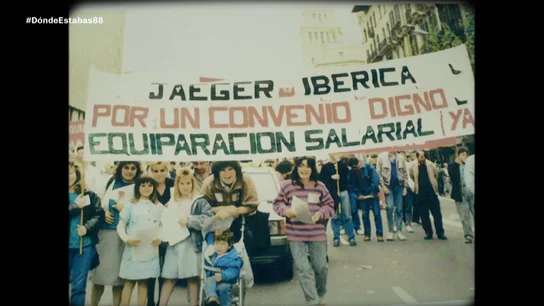 #DóndeEstabas88
JAEGER IBERICA
POR UN CONVENIO DIGNO
EQUIPARACION SALARIAL ¡YA